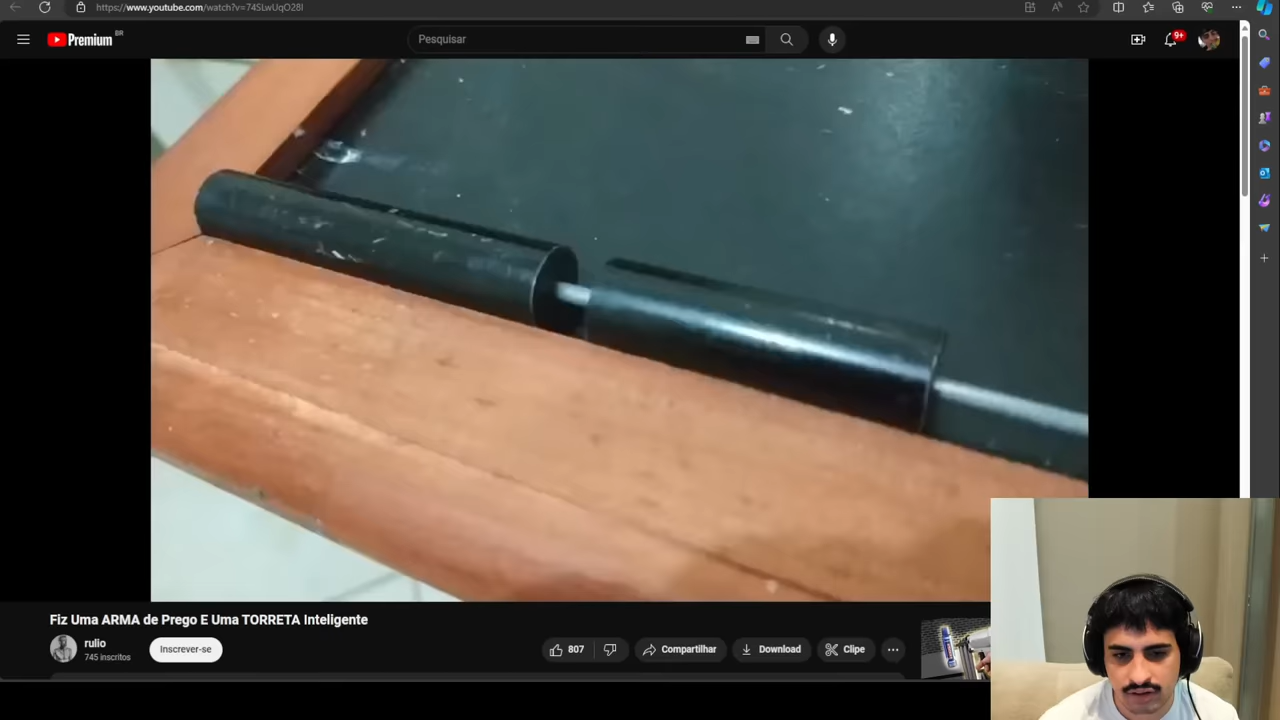 https://www.youtube.com/watch?v=74SLwUqO28I
Premium BR
Pesquisar
9+
Fiz Uma ARMA de Prego E Uma TORRETA Inteligente
rulio
745 inscritos
Inscrever-se
807
Compartilhar
Download
Clipe